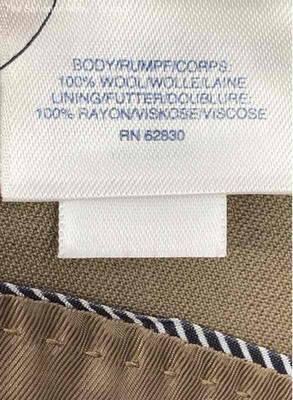 BODY/RUMPF/CORPS:
100% WOOL/WOLLE/LAINE
LINING/FUTTER/DOUBLURE:
100% RAYON/VISKOSE/VISCOSE
RN 62830